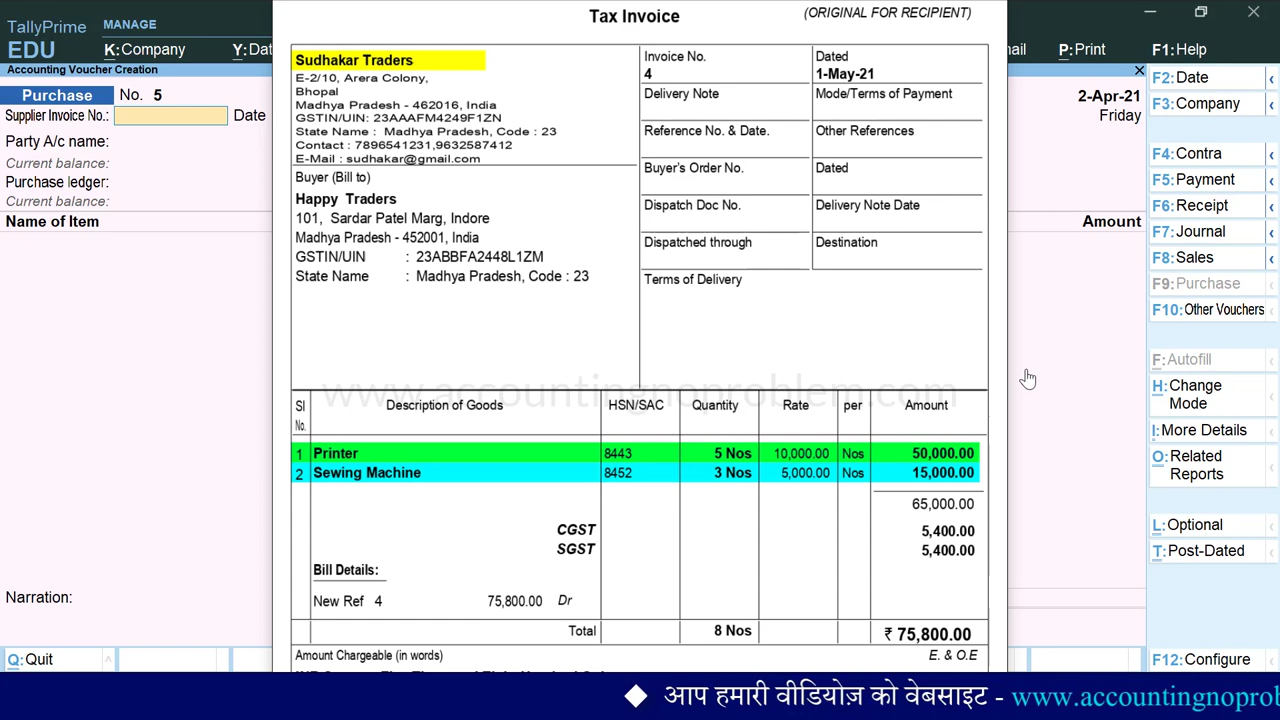 TallyPrime MANAGE
EDU K:Company Y:Dat
Accounting Voucher Creation
Purchase No. 5
Supplier Invoice No.: Date
Party A/c name:
Current balance:
Purchase ledger:
Current balance:
Name of Item
Narration:
Q:Quit
Tax Invoice
(ORIGINAL FOR RECIPIENT)
Sudhakar Traders
E-2/10, Arera Colony,
Bhopal
Madhya Pradesh - 462016, India
GSTIN/UIN: 23AAAFM4249F1ZN
State Name : Madhya Pradesh, Code : 23
Contact : 7896541231,9632587412
E-Mail : sudhakar@gmail.com
Buyer (Bill to)
Happy Traders
101, Sardar Patel Marg, Indore
Madhya Pradesh - 452001, India
GSTIN/UIN : 23ABBFA2448L1ZM
State Name : Madhya Pradesh, Code : 23
Invoice No. Dated
4 1-May-21
Delivery Note Mode/Terms of Payment
Reference No. & Date. Other References
Buyer's Order No. Dated
Dispatch Doc No. Delivery Note Date
Dispatched through Destination
Terms of Delivery
www.accountingnoproblem.com
Sl No. Description of Goods HSN/SAC Quantity Rate per Amount
1 Printer 8443 5 Nos 10,000.00 Nos 50,000.00
2 Sewing Machine 8452 3 Nos 5,000.00 Nos 15,000.00
65,000.00
CGST 5,400.00
SGST 5,400.00
Bill Details:
New Ref 4 75,800.00 Dr
Total 8 Nos ₹ 75,800.00
Amount Chargeable (in words) E. & O.E
ail P:Print F1:Help
2-Apr-21
Friday
Amount
F2:Date
F3:Company
F4:Contra
F5:Payment
F6:Receipt
F7:Journal
F8:Sales
F9:Purchase
F10:Other Vouchers
F:Autofill
H:Change
Mode
I:More Details
O:Related
Reports
L:Optional
T:Post-Dated
F12:Configure
आप हमारी वीडियोज़ को वेबसाइट - www.accountingnoprob